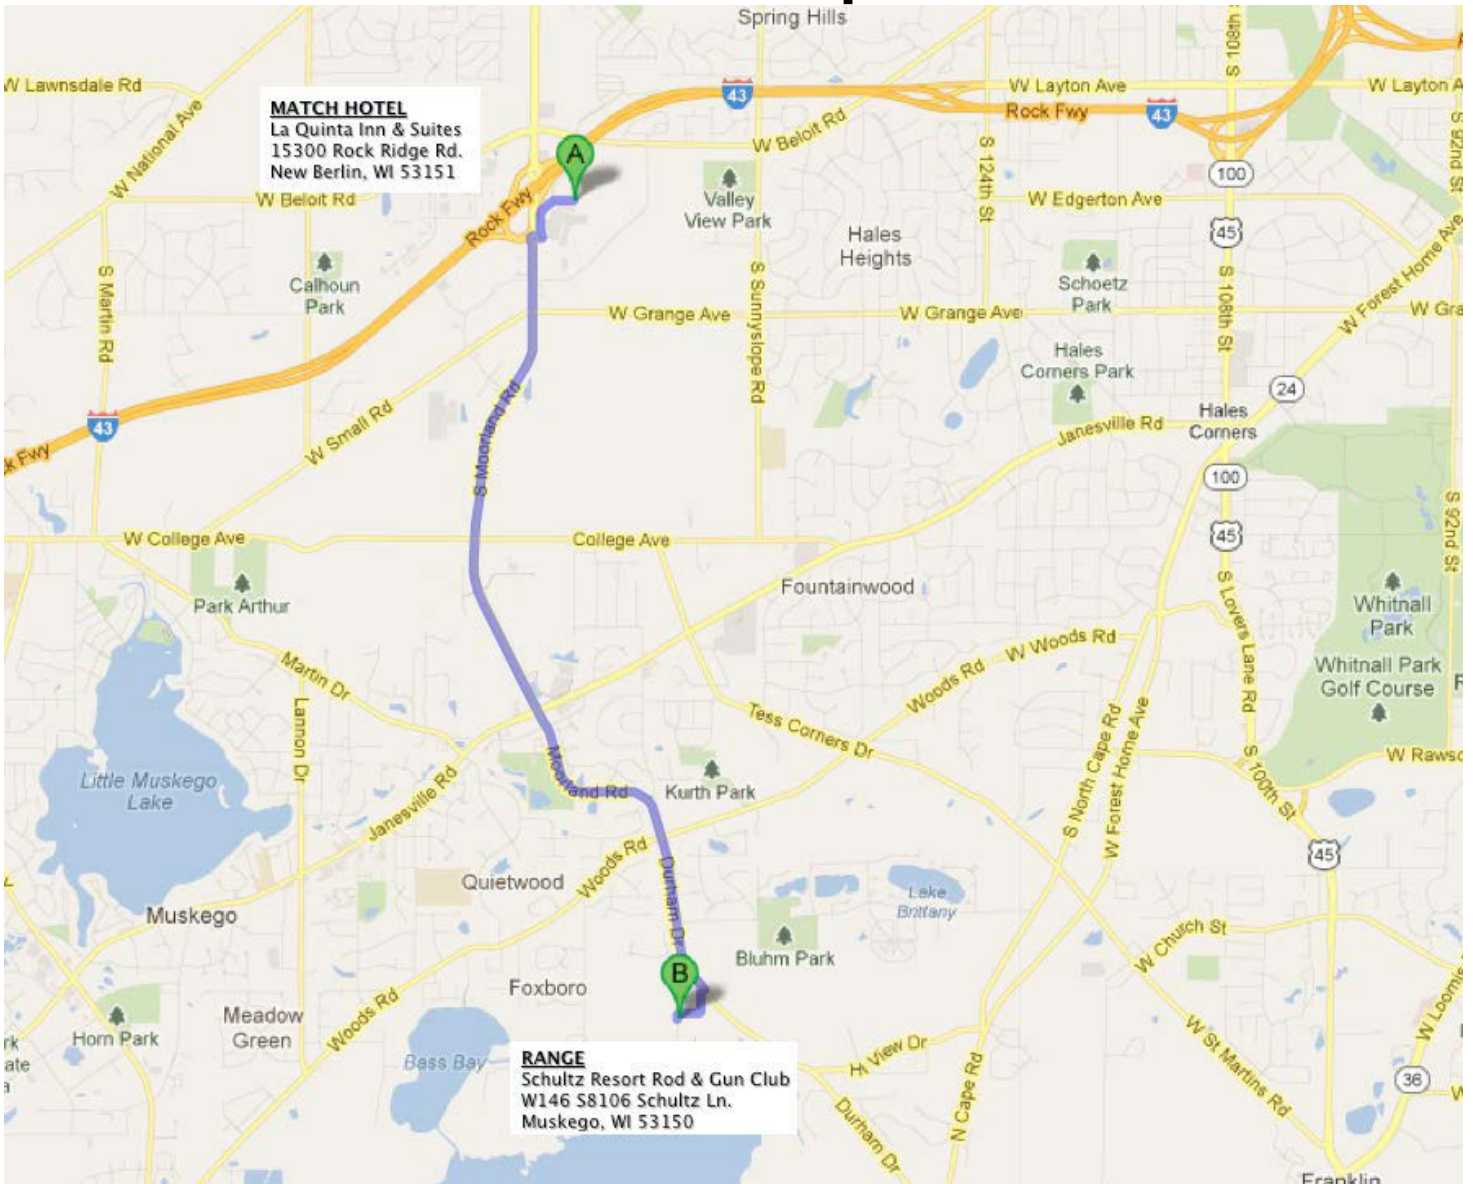 Spring Hills
W Lawnsdale Rd
W National Ave
MATCH HOTEL
La Quinta Inn & Suites
15300 Rock Ridge Rd.
New Berlin, WI 53151
A
43
W Layton Ave
Rock Fwy
43
W Layton A
S 108th
S 92nd St
W Beloit Rd
S 124th St
100
W Beloit Rd
Rock Fwy
Valley
View Park
W Edgerton Ave
45
Hales
Heights
Calhoun
Park
S Martin Rd
S Sunnyslope Rd
Schoetz
Park
S 108th St
W Forest Home Ave
W Grange Ave
W Grange Ave
W Gra
Hales
Corners Park
24
43
k Fwy
W Small Rd
S Moorland Rd
Janesville Rd
Hales
Corners
100
S 92nd St
W College Ave
College Ave
45
Park Arthur
Fountainwood
S Lovers Lane Rd
Whitnall
Park
Martin Dr
Woods Rd
W Woods Rd
Whitnall Park
Golf Course
Lannon Dr
Tess Corners Dr
S North Cape Rd
W Forest Home Ave
S 100th St
W Rawso
Little Muskego
Lake
Janesville Rd
Moorland Rd
Kurth Park
45
Quietwood
Woods Rd
Durham Dr
Lake
Brittany
Muskego
W Church St
Bluhm Park
B
Foxboro
W Loomis
Horn Park
Meadow
Green
Woods Rd
Bass Bay
H View Dr
W St Martins Rd
rk
ate
a
RANGE
Schultz Resort Rod & Gun Club
W146 S8106 Schultz Ln.
Muskego, WI 53150
36
Durham Dr
N Cape Rd
Franklin